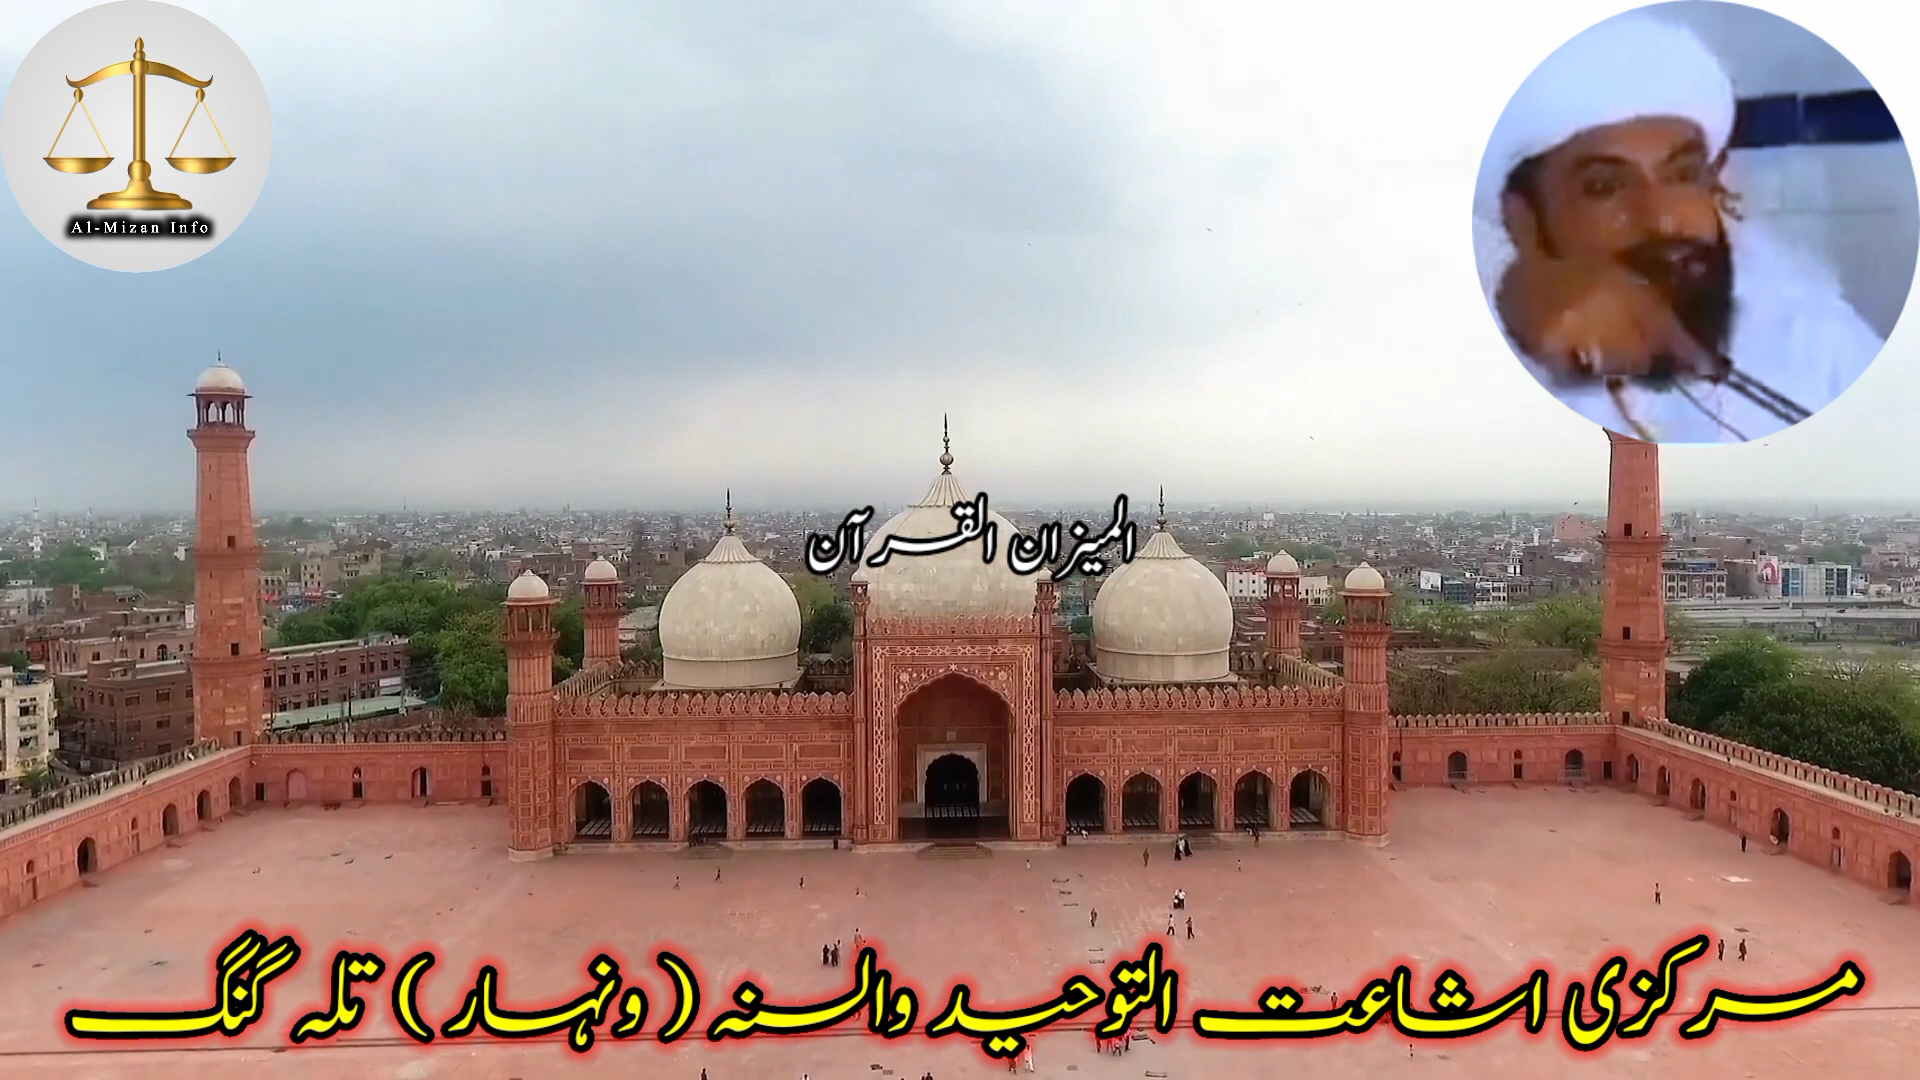 Al-Mizan Info
المیزان القرآن
مرکزی اشاعت التوحید والسنہ (ونہار) تلہ گنگ